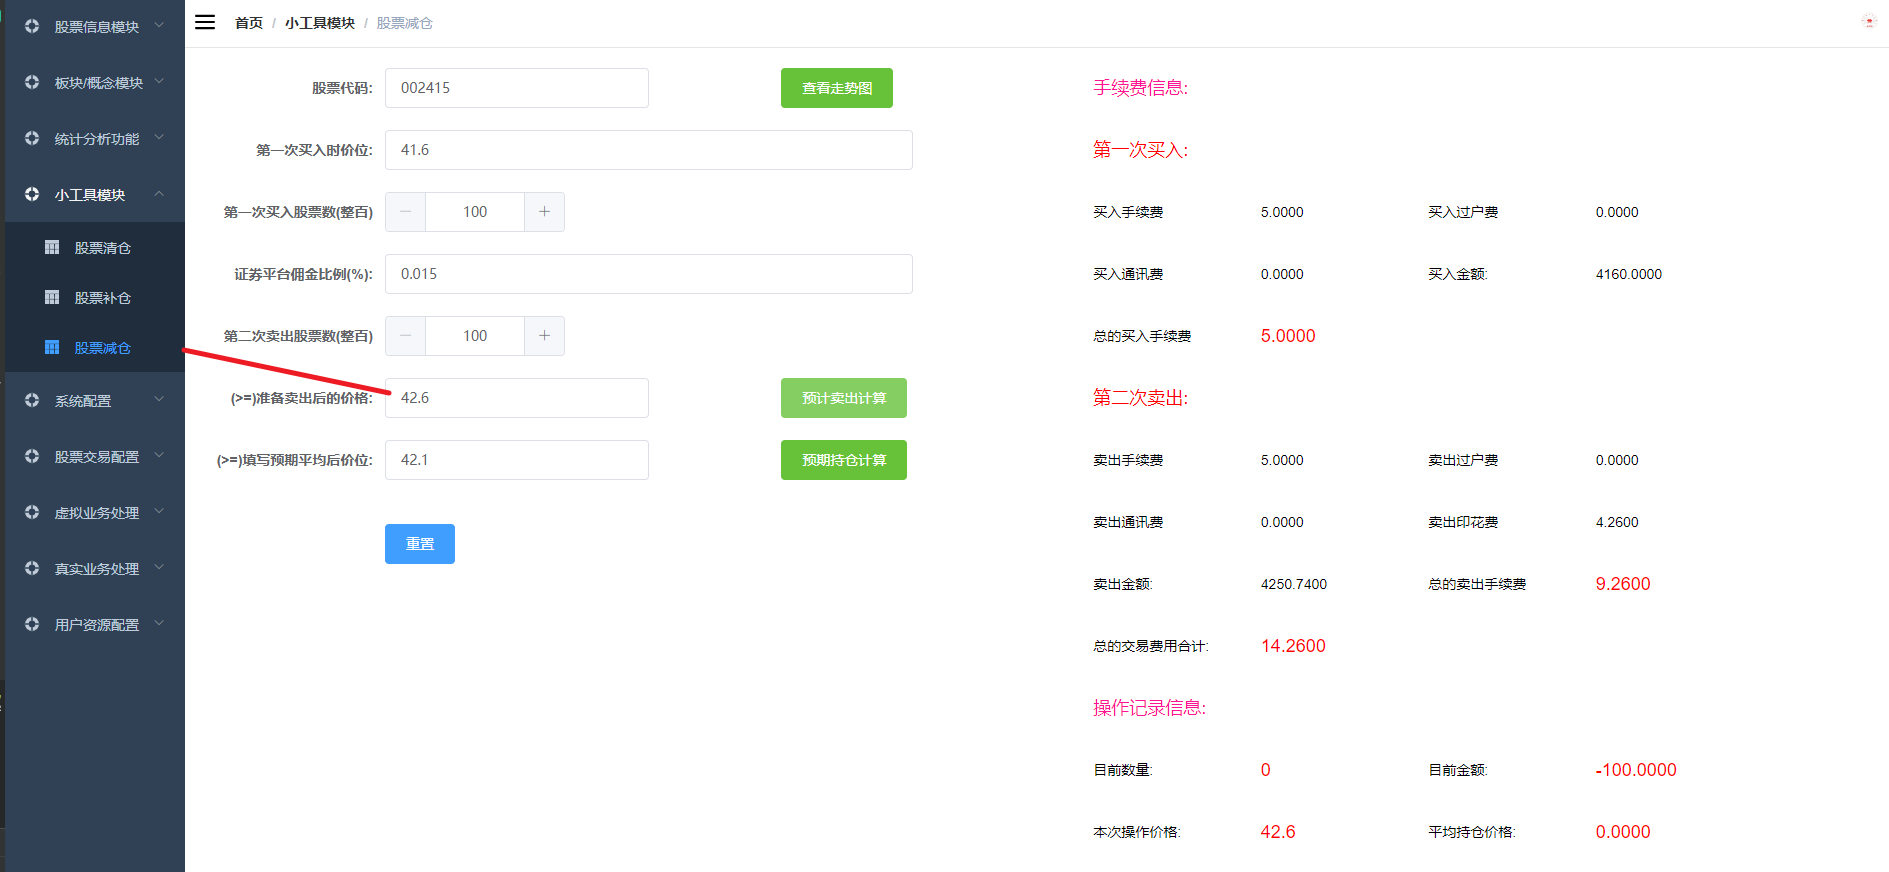 股票信息模块
板块/概念模块
统计分析功能
小工具模块
股票清仓
股票补仓
股票减仓
系统配置
股票交易配置
虚拟业务处理
真实业务处理
用户资源配置
首页 / 小工具模块 / 股票减仓
股票代码: 002415 查看走势图
第一次买入时价位: 41.6
第一次买入股票数(整百) − 100 +
证券平台佣金比例(%): 0.015
第二次卖出股票数(整百) − 100 +
(>=)准备卖出后的价格: 42.6 预计卖出计算
(>=)填写预期平均后价位: 42.1 预期持仓计算
重置
手续费信息:
第一次买入:
买入手续费 5.0000 买入过户费 0.0000
买入通讯费 0.0000 买入金额: 4160.0000
总的买入手续费 5.0000
第二次卖出:
卖出手续费 5.0000 卖出过户费 0.0000
卖出通讯费 0.0000 卖出印花费 4.2600
卖出金额: 4250.7400 总的卖出手续费 9.2600
总的交易费用合计: 14.2600
操作记录信息:
目前数量: 0 目前金额: -100.0000
本次操作价格: 42.6 平均持仓价格: 0.0000